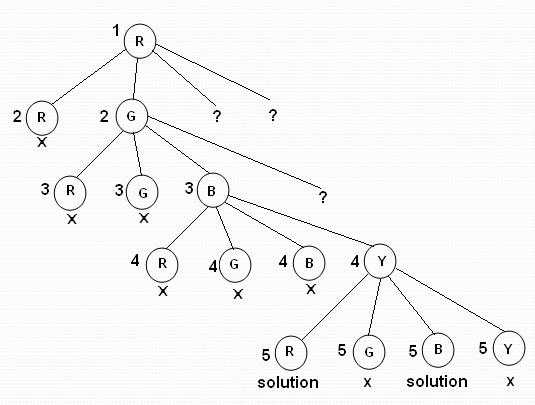 1 R
2 R 2 G ? ?
x
3 R 3 G 3 B ?
x x
4 R 4 G 4 B 4 Y
x x x
5 R 5 G 5 B 5 Y
solution x solution x